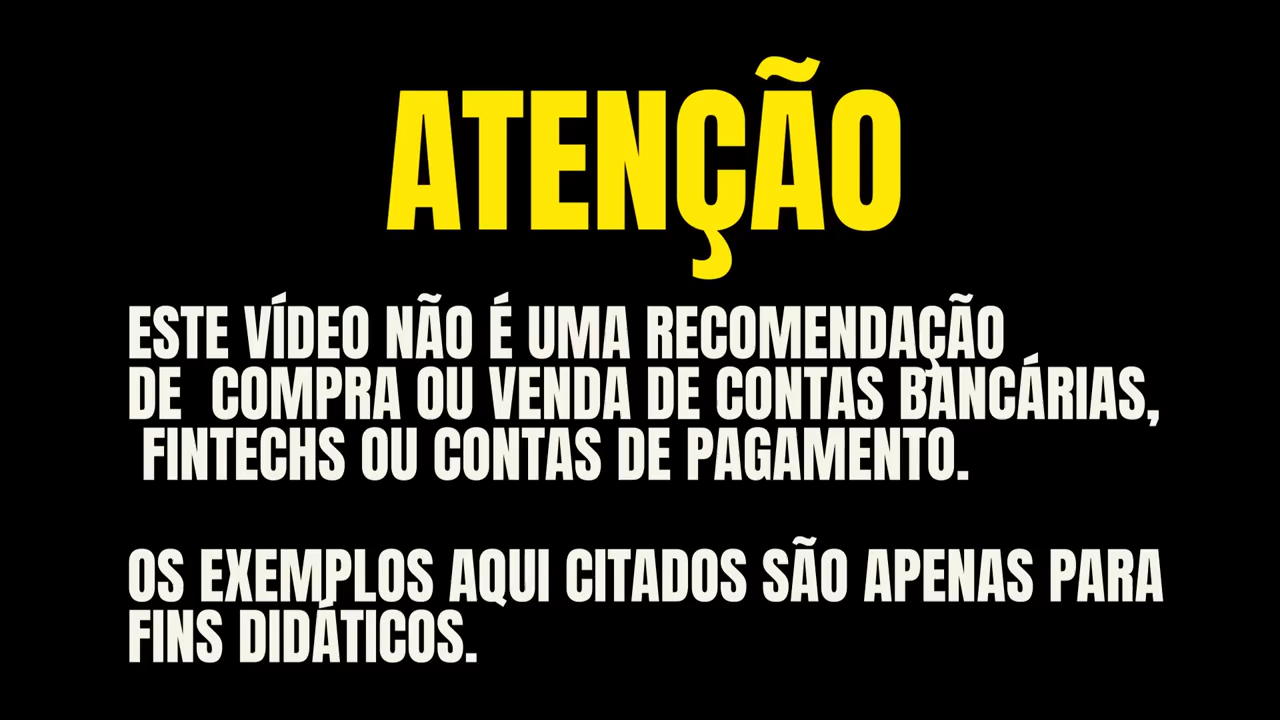 ATENÇÃO
ESTE VÍDEO NÃO É UMA RECOMENDAÇÃO
DE COMPRA OU VENDA DE CONTAS BANCÁRIAS,
FINTECHS OU CONTAS DE PAGAMENTO.
OS EXEMPLOS AQUI CITADOS SÃO APENAS PARA
FINS DIDÁTICOS.